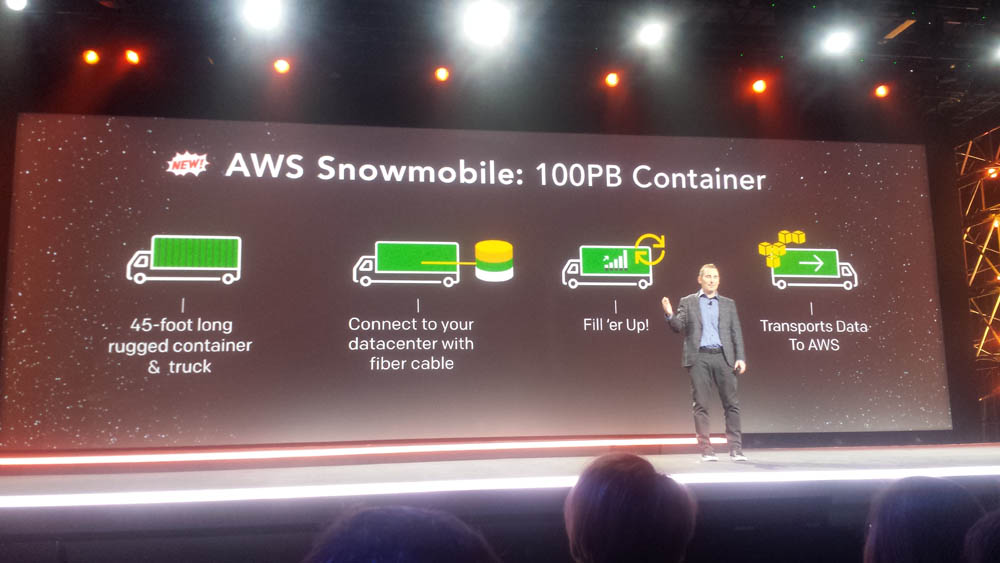 NEW!
AWS Snowmobile: 100PB Container
45-foot long
rugged container
& truck
Connect to your
datacenter with
fiber cable
Fill 'er Up!
Transports Data
To AWS